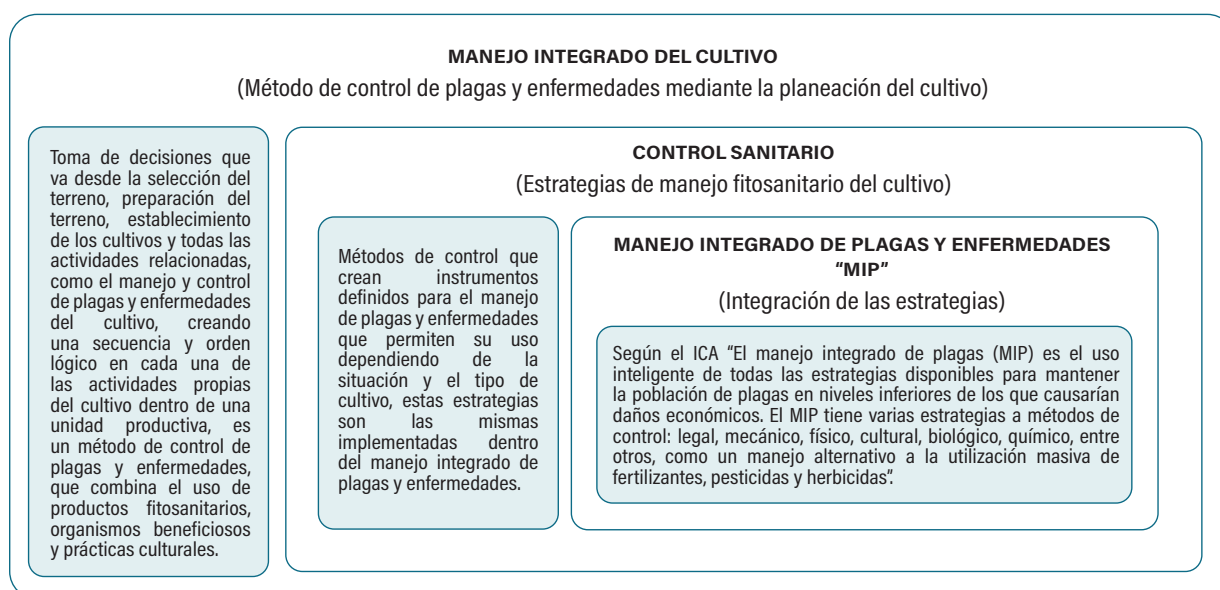 MANEJO INTEGRADO DEL CULTIVO
(Método de control de plagas y enfermedades mediante la planeación del cultivo)
Toma de decisiones que
va desde la selección del
terreno, preparación del
terreno, establecimiento
de los cultivos y todas las
actividades relacionadas,
como el manejo y control
de plagas y enfermedades
del cultivo, creando
una secuencia y orden
lógico en cada una de
las actividades propias
del cultivo dentro de una
unidad productiva, es
un método de control de
plagas y enfermedades,
que combina el uso de
productos fitosanitarios,
organismos beneficiosos
y prácticas culturales.
CONTROL SANITARIO
(Estrategias de manejo fitosanitario del cultivo)
Métodos de control que
crean instrumentos
definidos para el manejo
de plagas y enfermedades
que permiten su uso
dependiendo de la
situación y el tipo de
cultivo, estas estrategias
son las mismas
implementadas dentro
del manejo integrado de
plagas y enfermedades.
MANEJO INTEGRADO DE PLAGAS Y ENFERMEDADES
"MIP"
(Integración de las estrategias)
Según el ICA “El manejo integrado de plagas (MIP) es el uso
inteligente de todas las estrategias disponibles para mantener
la población de plagas en niveles inferiores de los que causarían
daños económicos. El MIP tiene varias estrategias a métodos de
control: legal, mecánico, físico, cultural, biológico, químico, entre
otros, como un manejo alternativo a la utilización masiva de
fertilizantes, pesticidas y herbicidas”.